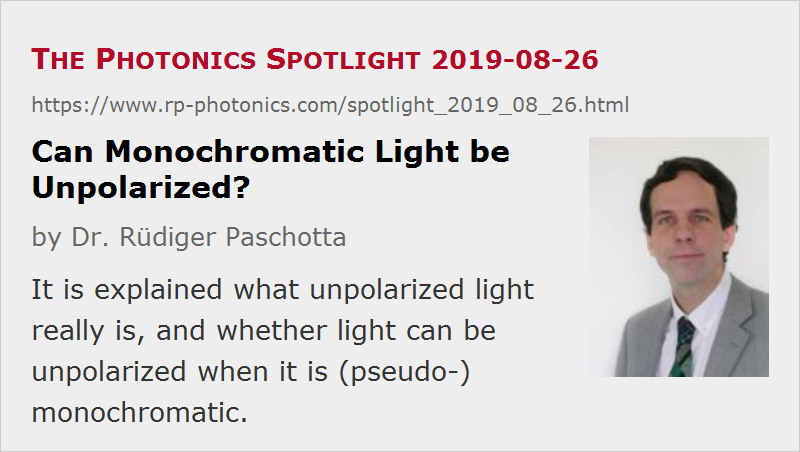 The Photonics Spotlight 2019-08-26
https://www.rp-photonics.com/spotlight_2019_08_26.html
Can Monochromatic Light be
Unpolarized?
by Dr. Rüdiger Paschotta
It is explained what unpolarized light
really is, and whether light can be
unpolarized when it is (pseudo-)
monochromatic.